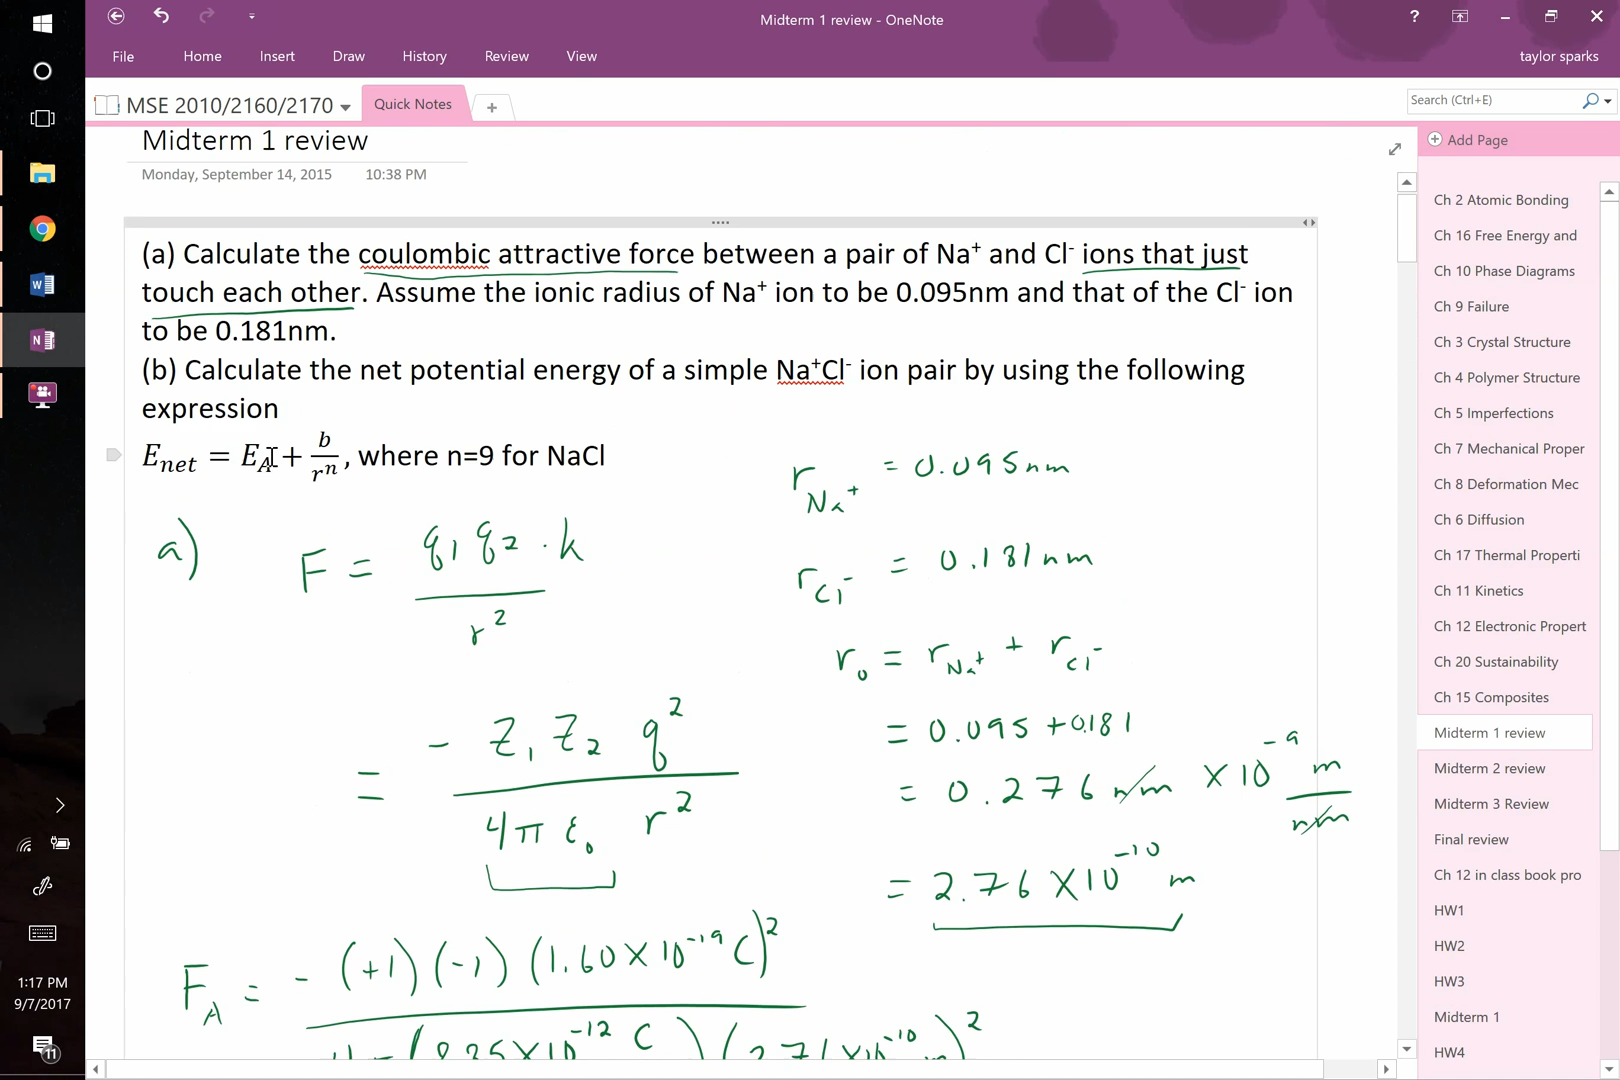 Midterm 1 review - OneNote
?
File Home Insert Draw History Review View
taylor sparks
MSE 2010/2160/2170
Quick Notes
+
Search (Ctrl+E)
Midterm 1 review
Monday, September 14, 2015 10:38 PM
(a) Calculate the coulombic attractive force between a pair of Na⁺ and Cl⁻ ions that just
touch each other. Assume the ionic radius of Na⁺ ion to be 0.095nm and that of the Cl⁻ ion
to be 0.181nm.
(b) Calculate the net potential energy of a simple Na⁺Cl⁻ ion pair by using the following
expression
E_net = E_A + b/rⁿ, where n=9 for NaCl
a) F = q₁ q₂ · k / r²
= - Z₁ Z₂ q² / 4π ε₀ r²
F_A = - (+1) (-1) (1.60 × 10⁻¹⁹ C)²
r_Na⁺ = 0.095nm
r_Cl⁻ = 0.181nm
r₀ = r_Na⁺ + r_Cl⁻
= 0.095 + 0.181
= 0.276 nm × 10⁻⁹ m/nm
= 2.76 × 10⁻¹⁰ m
Add Page
Ch 2 Atomic Bonding
Ch 16 Free Energy and
Ch 10 Phase Diagrams
Ch 9 Failure
Ch 3 Crystal Structure
Ch 4 Polymer Structure
Ch 5 Imperfections
Ch 7 Mechanical Proper
Ch 8 Deformation Mec
Ch 6 Diffusion
Ch 17 Thermal Properti
Ch 11 Kinetics
Ch 12 Electronic Propert
Ch 20 Sustainability
Ch 15 Composites
Midterm 1 review
Midterm 2 review
Midterm 3 Review
Final review
Ch 12 in class book pro
HW1
HW2
HW3
Midterm 1
HW4
1:17 PM
9/7/2017
11